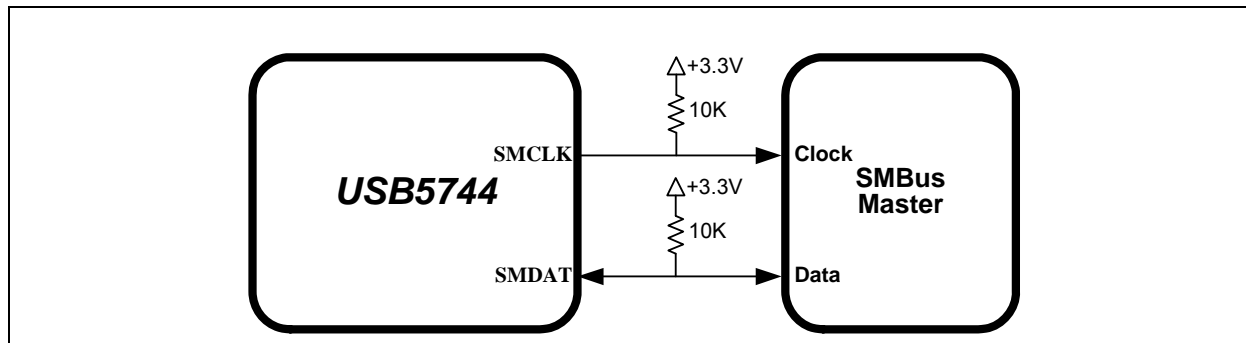 +3.3V
10K
SMCLK
Clock
USB5744
SMBus
Master
+3.3V
10K
SMDAT
Data